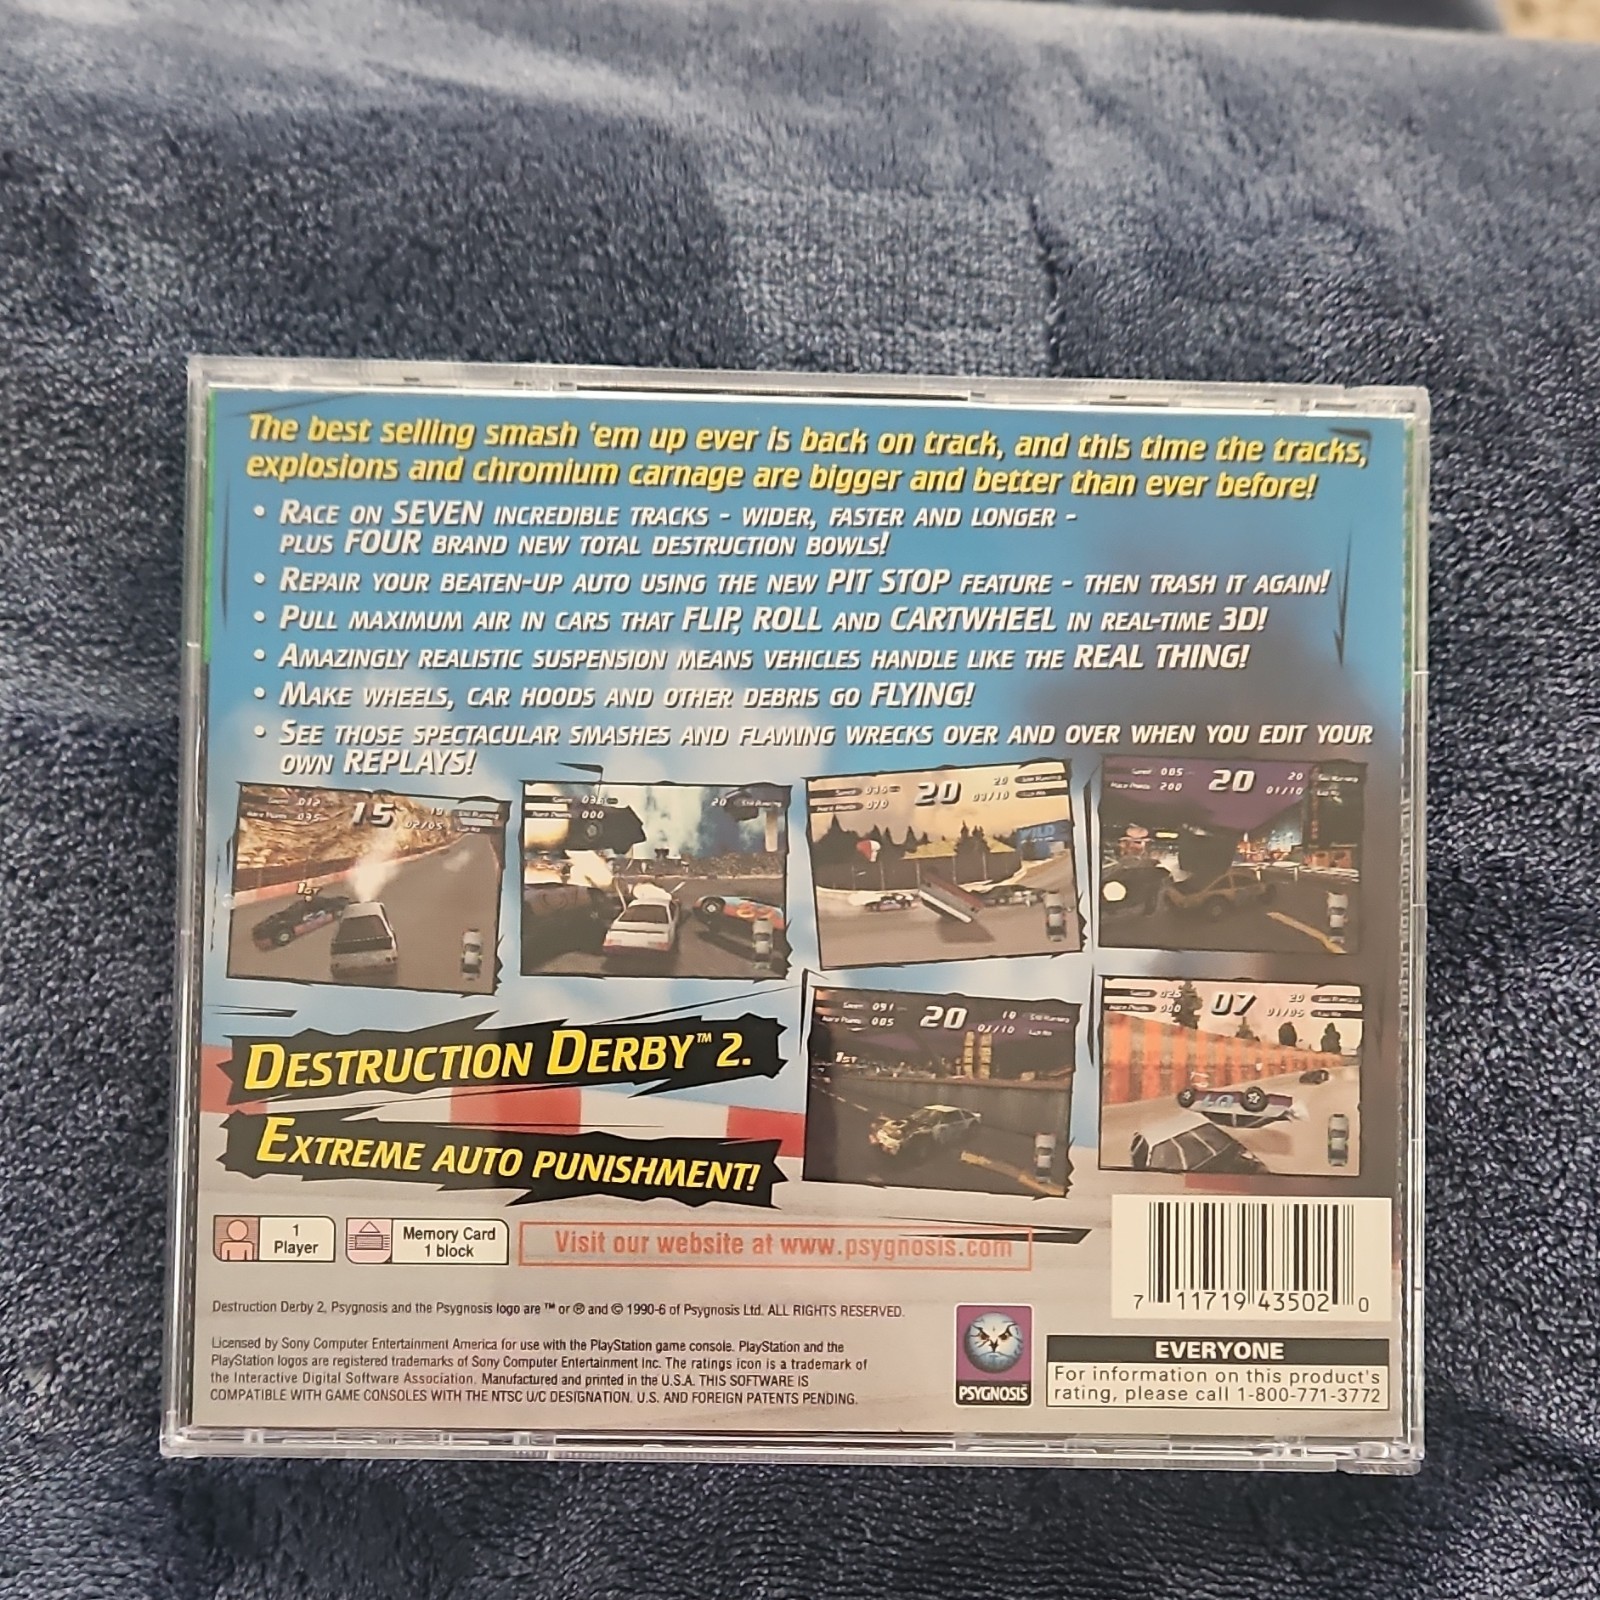 The best selling smash 'em up ever is back on track, and this time the tracks,
explosions and chromium carnage are bigger and better than ever before!
• RACE ON SEVEN INCREDIBLE TRACKS - WIDER, FASTER AND LONGER -
PLUS FOUR BRAND NEW TOTAL DESTRUCTION BOWLS!
• REPAIR YOUR BEATEN-UP AUTO USING THE NEW PIT STOP FEATURE - THEN TRASH IT AGAIN!
• PULL MAXIMUM AIR IN CARS THAT FLIP, ROLL AND CARTWHEEL IN REAL-TIME 3D!
• AMAZINGLY REALISTIC SUSPENSION MEANS VEHICLES HANDLE LIKE THE REAL THING!
• MAKE WHEELS, CAR HOODS AND OTHER DEBRIS GO FLYING!
• SEE THOSE SPECTACULAR SMASHES AND FLAMING WRECKS OVER AND OVER WHEN YOU EDIT YOUR
OWN REPLAYS!
15
1ST
20
20
20
1ST
07
DESTRUCTION DERBY™ 2.
EXTREME AUTO PUNISHMENT!
1
Player
Memory Card
1 block
Visit our website at www.psygnosis.com
7 11719 43502 0
Destruction Derby 2, Psygnosis and the Psygnosis logo are ™ or ® and © 1990-6 of Psygnosis Ltd. ALL RIGHTS RESERVED.
Licensed by Sony Computer Entertainment America for use with the PlayStation game console. PlayStation and the
PlayStation logos are registered trademarks of Sony Computer Entertainment Inc. The ratings icon is a trademark of
the Interactive Digital Software Association. Manufactured and printed in the U.S.A. THIS SOFTWARE IS
COMPATIBLE WITH GAME CONSOLES WITH THE NTSC U/C DESIGNATION. U.S. AND FOREIGN PATENTS PENDING.
PSYGNOSIS
EVERYONE
For information on this product's
rating, please call 1-800-771-3772